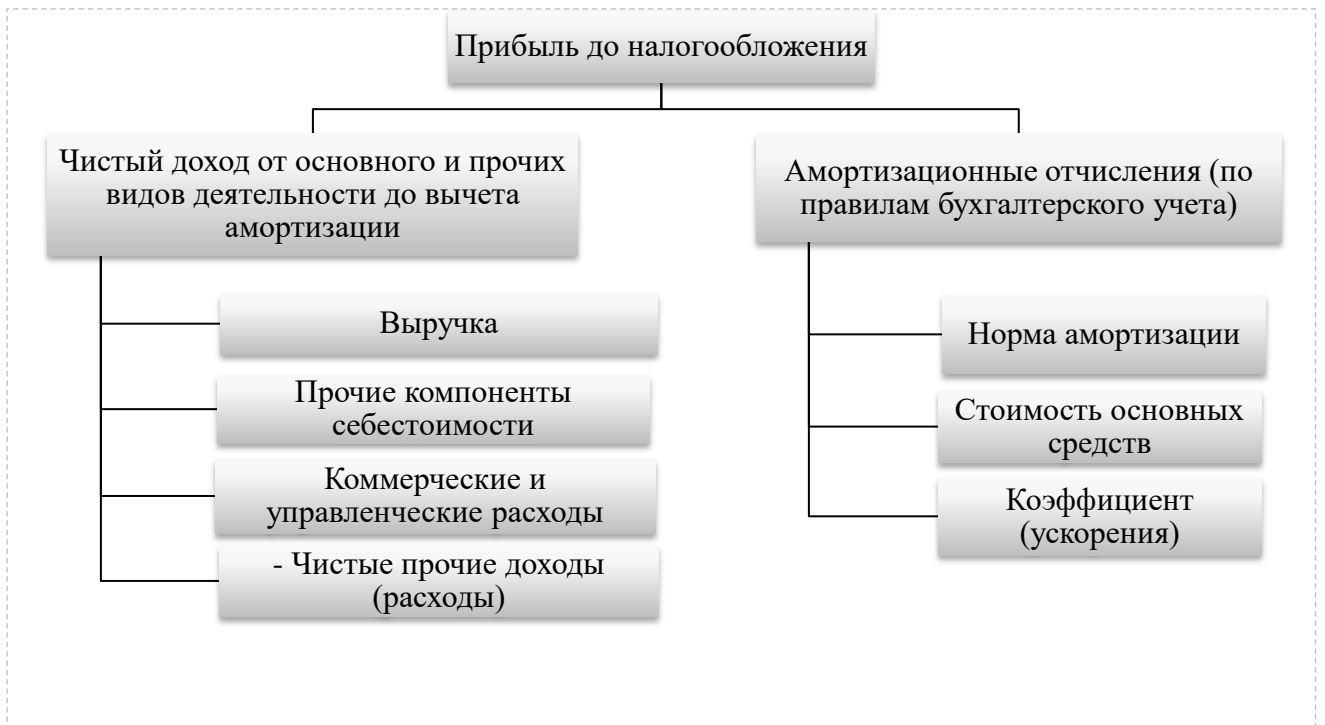 Прибыль до налогообложения
Чистый доход от основного и прочих
видов деятельности до вычета
амортизации
Выручка
Прочие компоненты
себестоимости
Коммерческие и
управленческие расходы
- Чистые прочие доходы
(расходы)
Амортизационные отчисления (по
правилам бухгалтерского учета)
Норма амортизации
Стоимость основных
средств
Коэффициент
(ускорения)